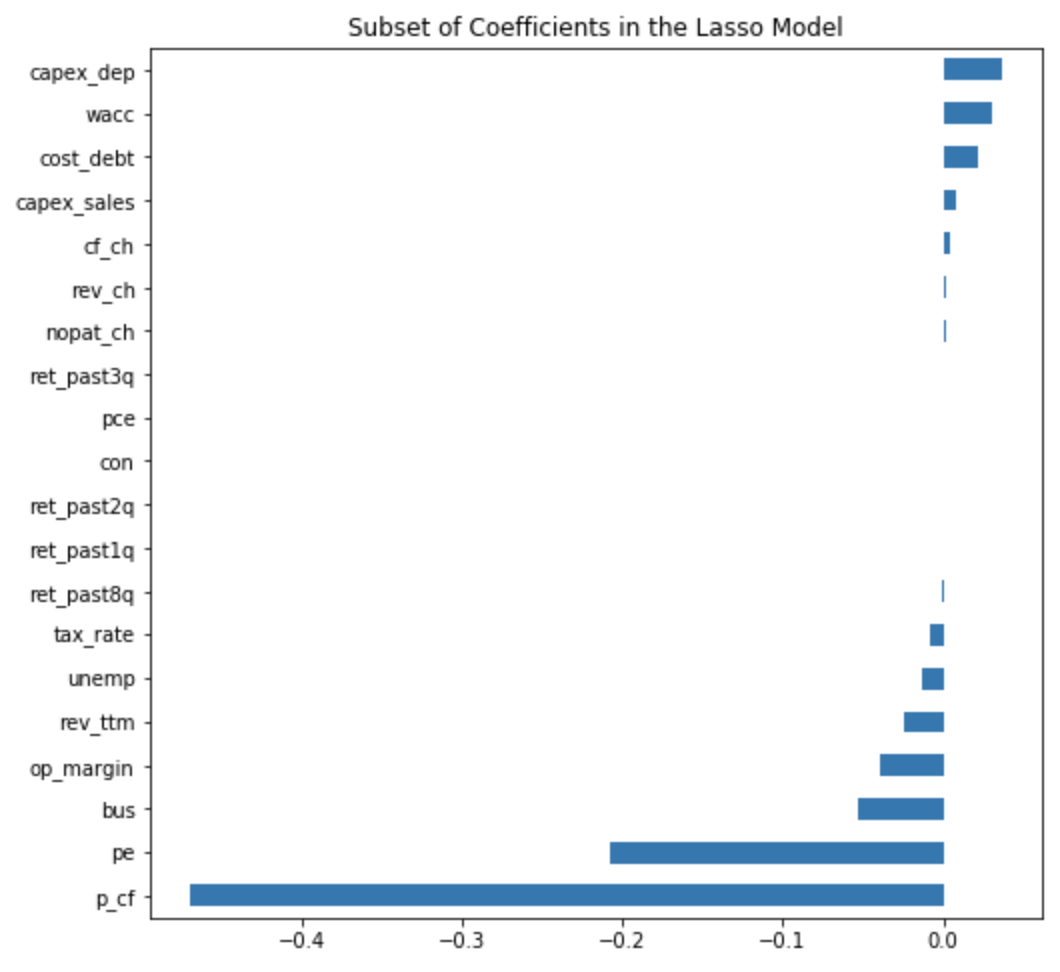 Subset of Coefficients in the Lasso Model
capex_dep
wacc
cost_debt
capex_sales
cf_ch
rev_ch
nopat_ch
ret_past3q
pce
con
ret_past2q
ret_past1q
ret_past8q
tax_rate
unemp
rev_ttm
op_margin
bus
pe
p_cf
−0.4 −0.3 −0.2 −0.1 0.0